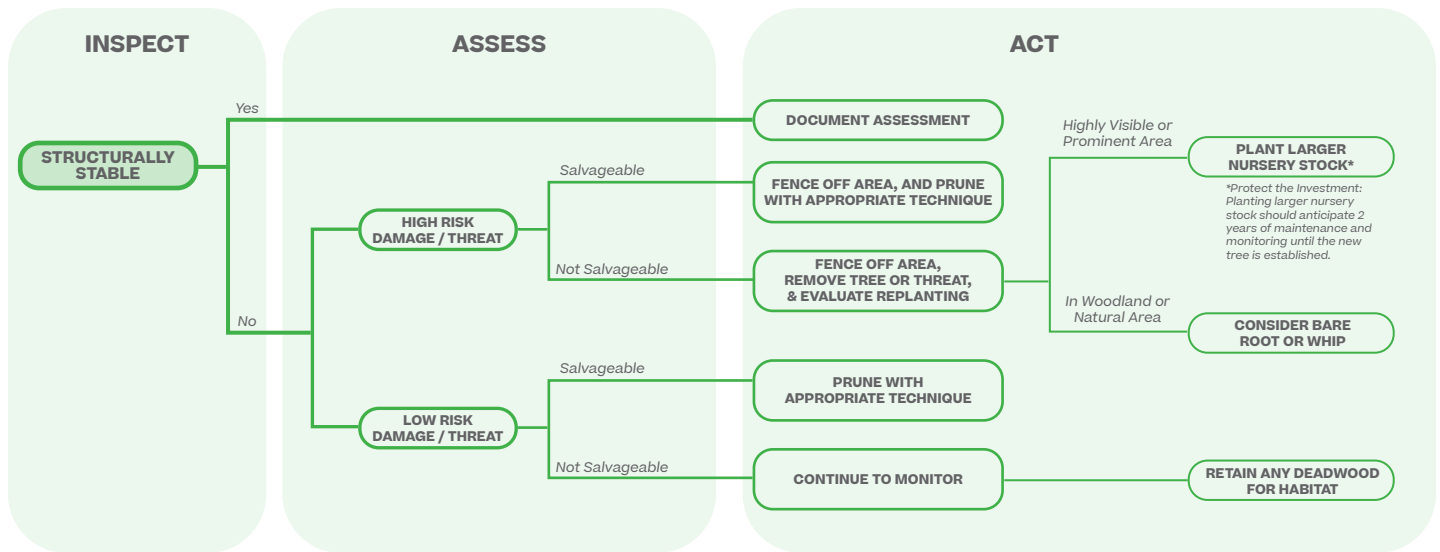 INSPECT
ASSESS
ACT
STRUCTURALLY
STABLE
Yes
No
HIGH RISK
DAMAGE / THREAT
Salvageable
Not Salvageable
LOW RISK
DAMAGE / THREAT
Salvageable
Not Salvageable
DOCUMENT ASSESSMENT
FENCE OFF AREA, AND PRUNE
WITH APPROPRIATE TECHNIQUE
FENCE OFF AREA,
REMOVE TREE OR THREAT,
& EVALUATE REPLANTING
Highly Visible or
Prominent Area
PLANT LARGER
NURSERY STOCK*
*Protect the Investment:
Planting larger nursery
stock should anticipate 2
years of maintenance and
monitoring until the new
tree is established.
In Woodland or
Natural Area
CONSIDER BARE
ROOT OR WHIP
PRUNE WITH
APPROPRIATE TECHNIQUE
CONTINUE TO MONITOR
RETAIN ANY DEADWOOD
FOR HABITAT